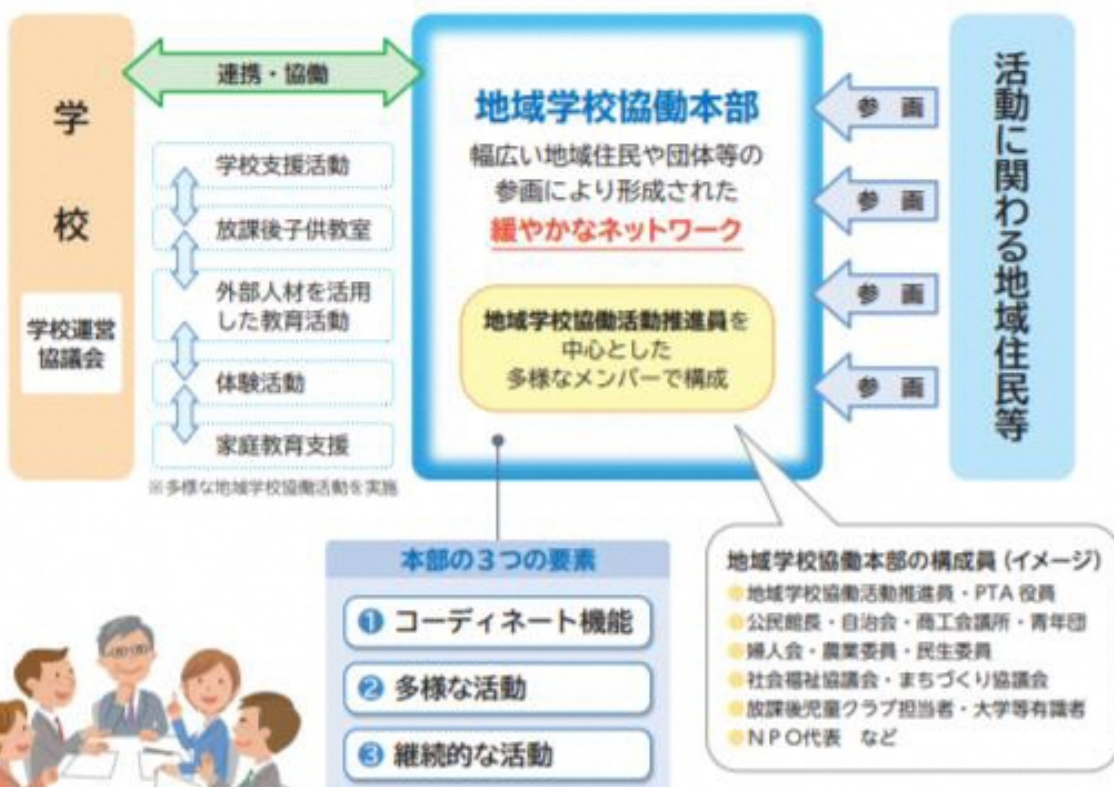 学校
学校運営
協議会
連携・協働
学校支援活動
放課後子供教室
外部人材を活用
した教育活動
体験活動
家庭教育支援
※多様な地域学校協働活動を実施
地域学校協働本部
幅広い地域住民や団体等の
参画により形成された
緩やかなネットワーク
地域学校協働活動推進員を
中心とした
多様なメンバーで構成
参 画
参 画
参 画
参 画
活動に関わる地域住民等
本部の3つの要素
❶ コーディネート機能
❷ 多様な活動
❸ 継続的な活動
地域学校協働本部の構成員(イメージ)
●地域学校協働活動推進員・PTA 役員
●公民館長・自治会・商工会議所・青年団
●婦人会・農業委員・民生委員
●社会福祉協議会・まちづくり協議会
●放課後児童クラブ担当者・大学等有識者
●NPO代表 など